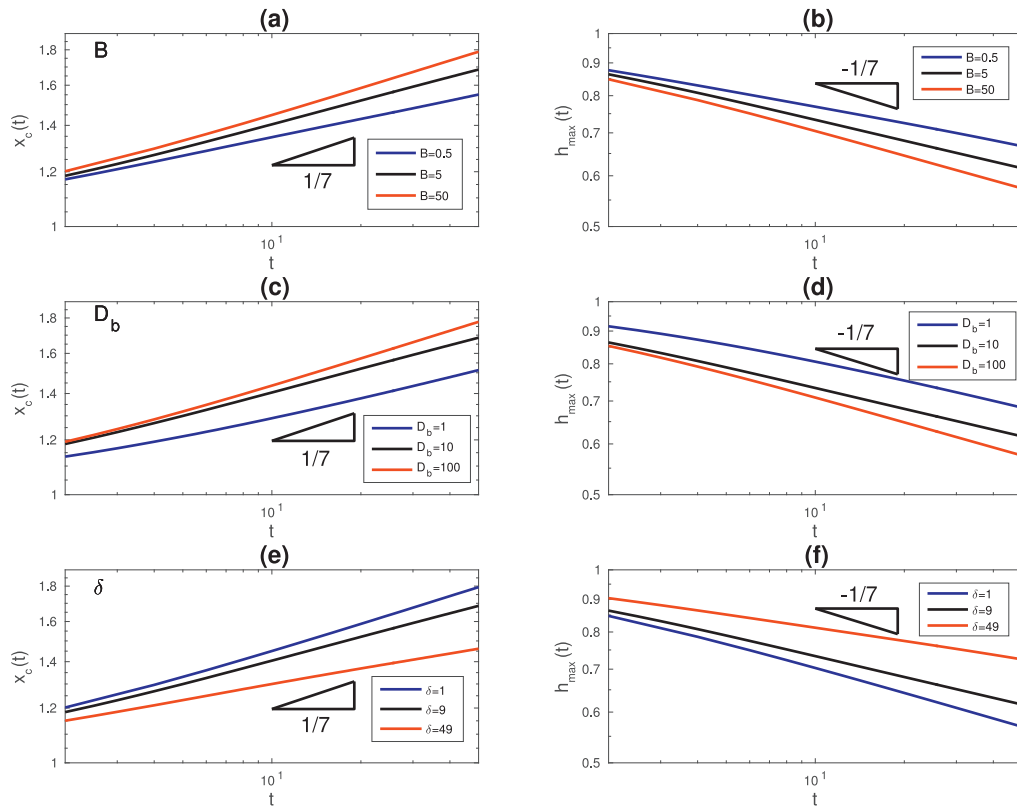 (a)
B
x_c(t)
1.8
1.6
1.4
1.2
1
1/7
B=0.5
B=5
B=50
10^1
t
(b)
h_max(t)
1
0.9
0.8
0.7
0.6
0.5
-1/7
B=0.5
B=5
B=50
10^1
t
(c)
D_b
x_c(t)
1.8
1.6
1.4
1.2
1
1/7
D_b=1
D_b=10
D_b=100
10^1
t
(d)
h_max(t)
1
0.9
0.8
0.7
0.6
0.5
-1/7
D_b=1
D_b=10
D_b=100
10^1
t
(e)
δ
x_c(t)
1.8
1.6
1.4
1.2
1
1/7
δ=1
δ=9
δ=49
10^1
t
(f)
h_max(t)
1
0.9
0.8
0.7
0.6
0.5
-1/7
δ=1
δ=9
δ=49
10^1
t